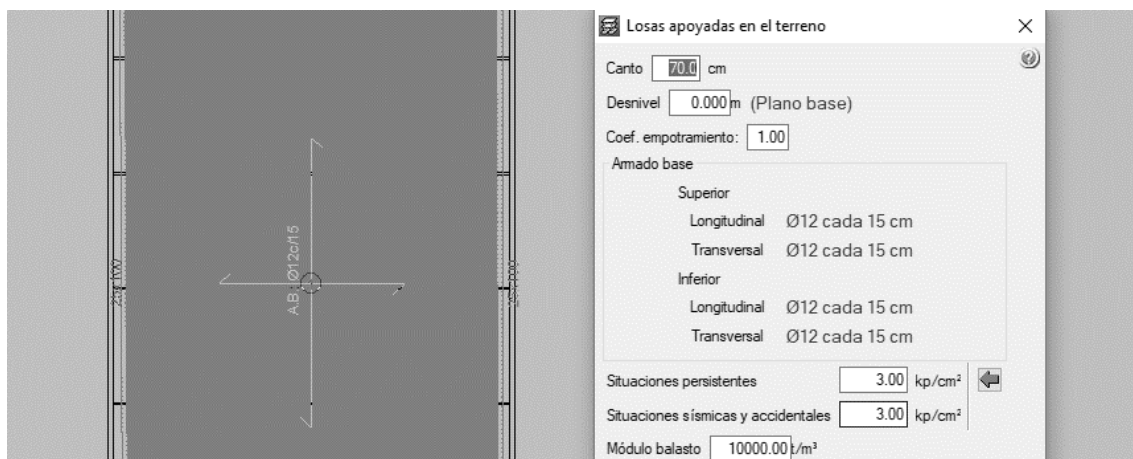 Losas apoyadas en el terreno
Canto 70.0 cm
Desnivel 0.000 m (Plano base)
Coef. empotramiento: 1.00
Armado base
Superior
Longitudinal Ø12 cada 15 cm
Transversal Ø12 cada 15 cm
Inferior
Longitudinal Ø12 cada 15 cm
Transversal Ø12 cada 15 cm
Situaciones persistentes 3.00 kp/cm²
Situaciones sísmicas y accidentales 3.00 kp/cm²
Módulo balasto 10000.00 t/m³
A.B.: Ø12c/15